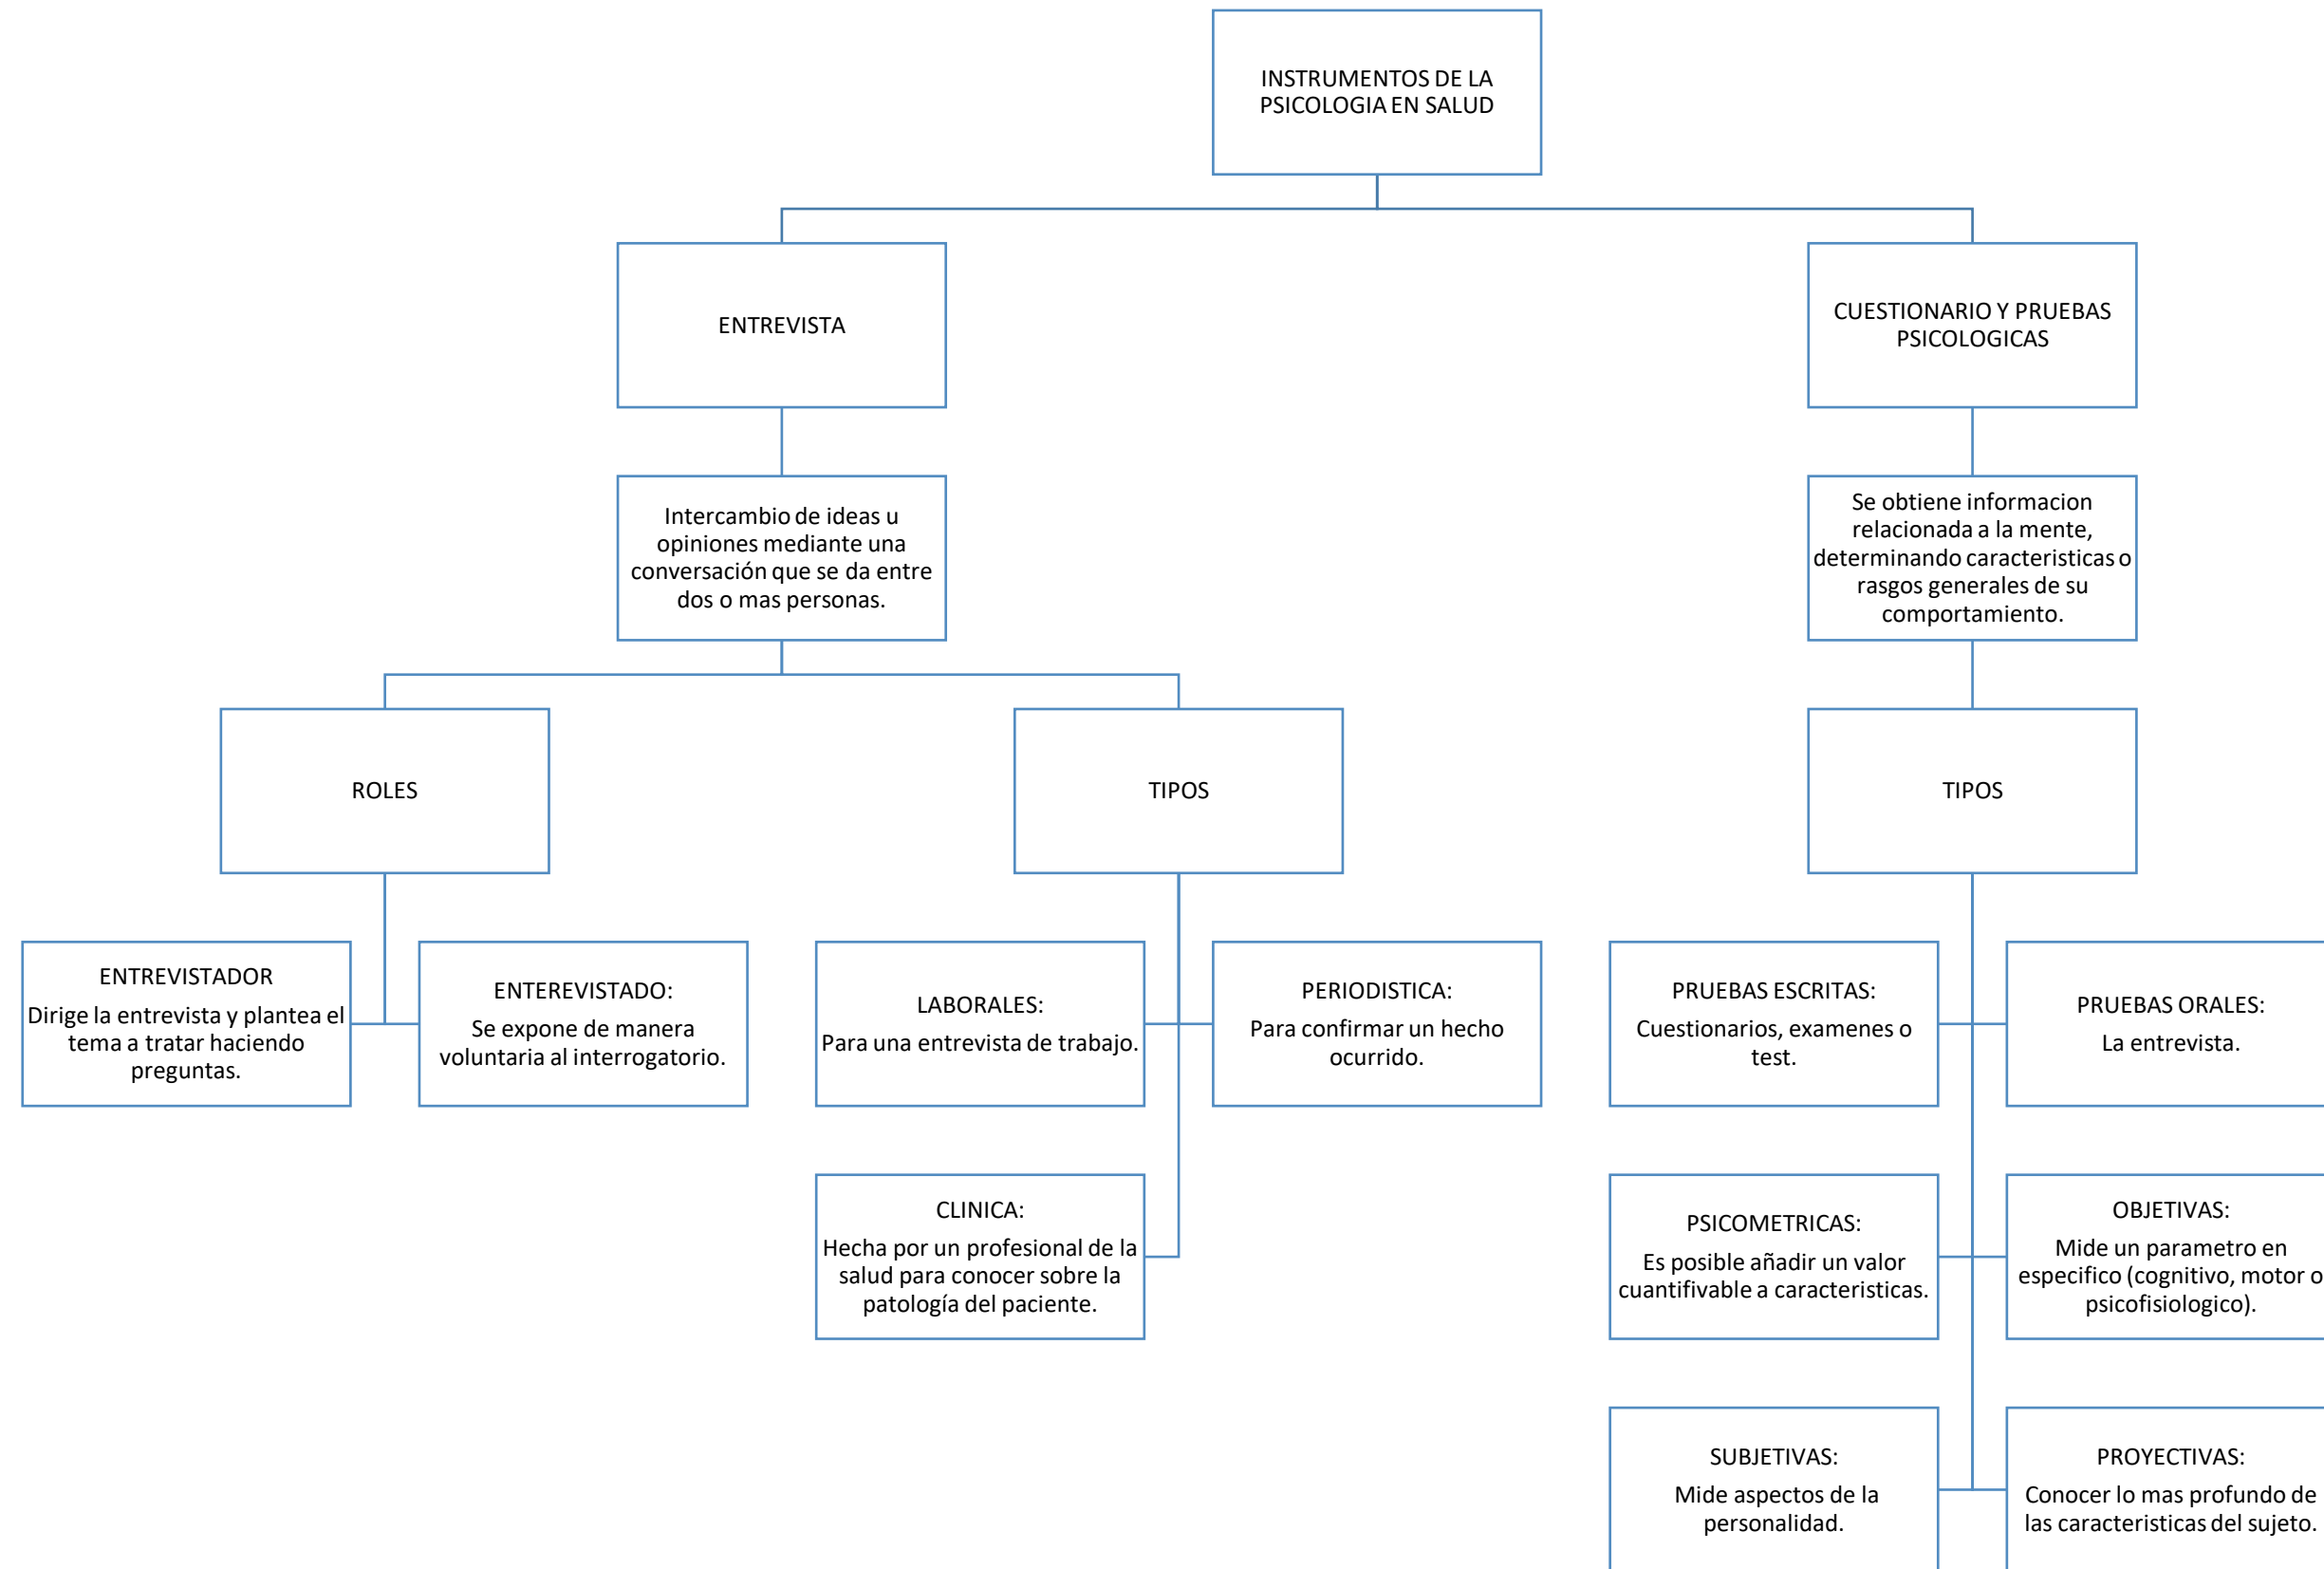 INSTRUMENTOS DE LA
PSICOLOGIA EN SALUD
ENTREVISTA
CUESTIONARIO Y PRUEBAS
PSICOLOGICAS
Intercambio de ideas u
opiniones mediante una
conversación que se da entre
dos o mas personas.
Se obtiene informacion
relacionada a la mente,
determinando caracteristicas o
rasgos generales de su
comportamiento.
ROLES
TIPOS
TIPOS
ENTREVISTADOR
Dirige la entrevista y plantea el
tema a tratar haciendo
preguntas.
ENTEREVISTADO:
Se expone de manera
voluntaria al interrogatorio.
LABORALES:
Para una entrevista de trabajo.
PERIODISTICA:
Para confirmar un hecho
ocurrido.
PRUEBAS ESCRITAS:
Cuestionarios, examenes o
test.
PRUEBAS ORALES:
La entrevista.
CLINICA:
Hecha por un profesional de la
salud para conocer sobre la
patología del paciente.
PSICOMETRICAS:
Es posible añadir un valor
cuantifivable a caracteristicas.
OBJETIVAS:
Mide un parametro en
especifico (cognitivo, motor o
psicofisiologico).
SUBJETIVAS:
Mide aspectos de la
personalidad.
PROYECTIVAS:
Conocer lo mas profundo de
las caracteristicas del sujeto.